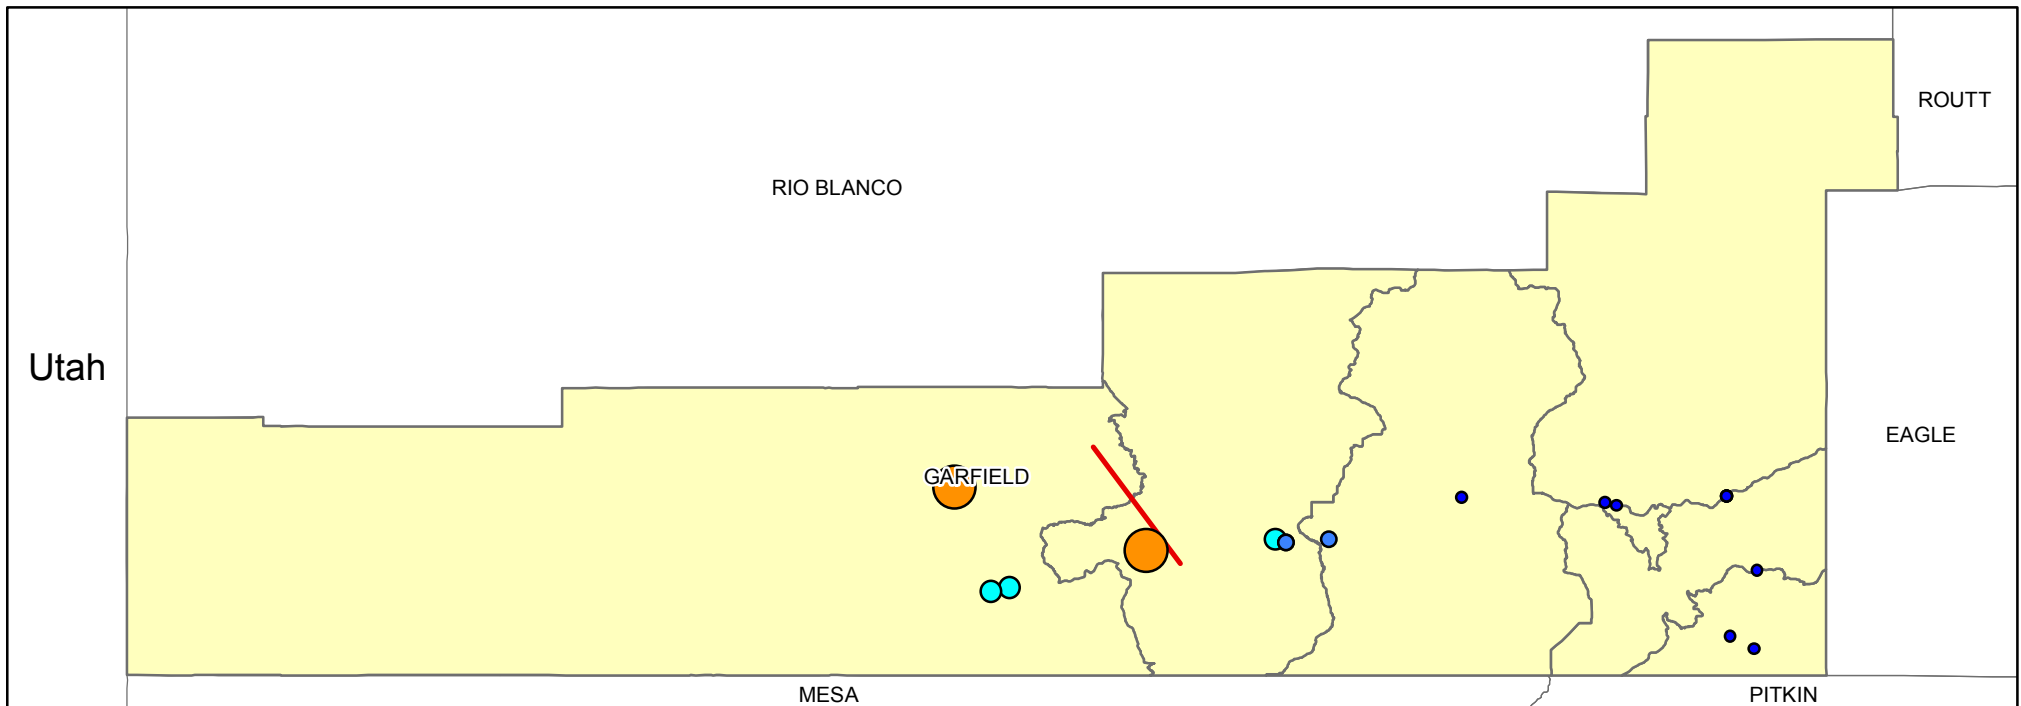 ROUTT
RIO BLANCO
Utah
EAGLE
GARFIELD
MESA
PITKIN